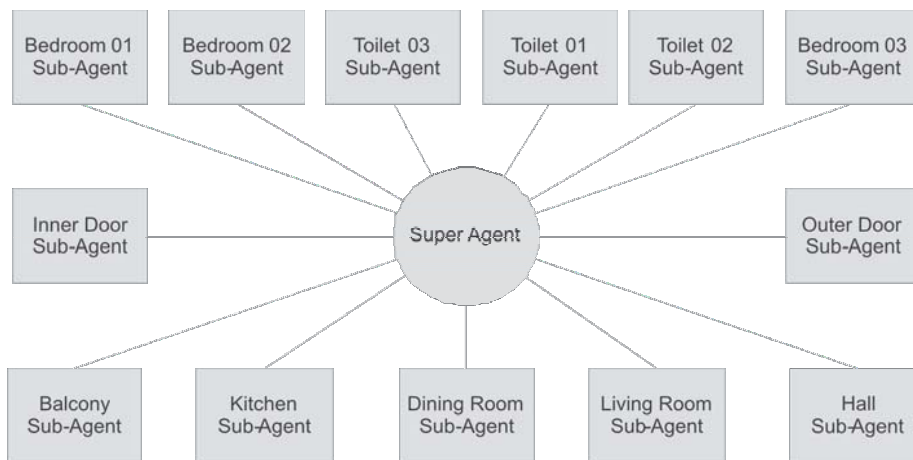 Bedroom 01
Sub-Agent
Bedroom 02
Sub-Agent
Toilet 03
Sub-Agent
Toilet 01
Sub-Agent
Toilet 02
Sub-Agent
Bedroom 03
Sub-Agent
Inner Door
Sub-Agent
Super Agent
Outer Door
Sub-Agent
Balcony
Sub-Agent
Kitchen
Sub-Agent
Dining Room
Sub-Agent
Living Room
Sub-Agent
Hall
Sub-Agent